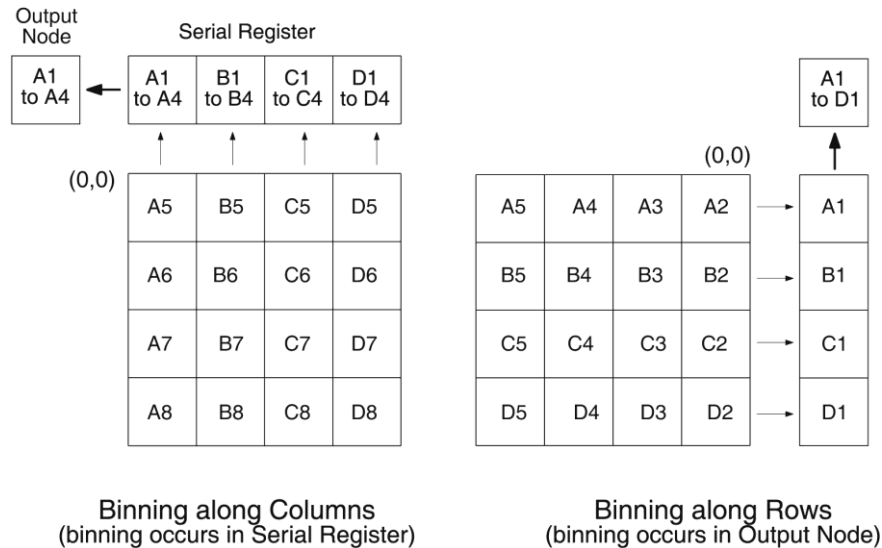 Output
Node
Serial Register
A1
to A4
A1
to A4
B1
to B4
C1
to C4
D1
to D4
(0,0)
A5 B5 C5 D5
A6 B6 C6 D6
A7 B7 C7 D7
A8 B8 C8 D8
Binning along Columns
(binning occurs in Serial Register)
A1
to D1
(0,0)
A5 A4 A3 A2 A1
B5 B4 B3 B2 B1
C5 C4 C3 C2 C1
D5 D4 D3 D2 D1
Binning along Rows
(binning occurs in Output Node)